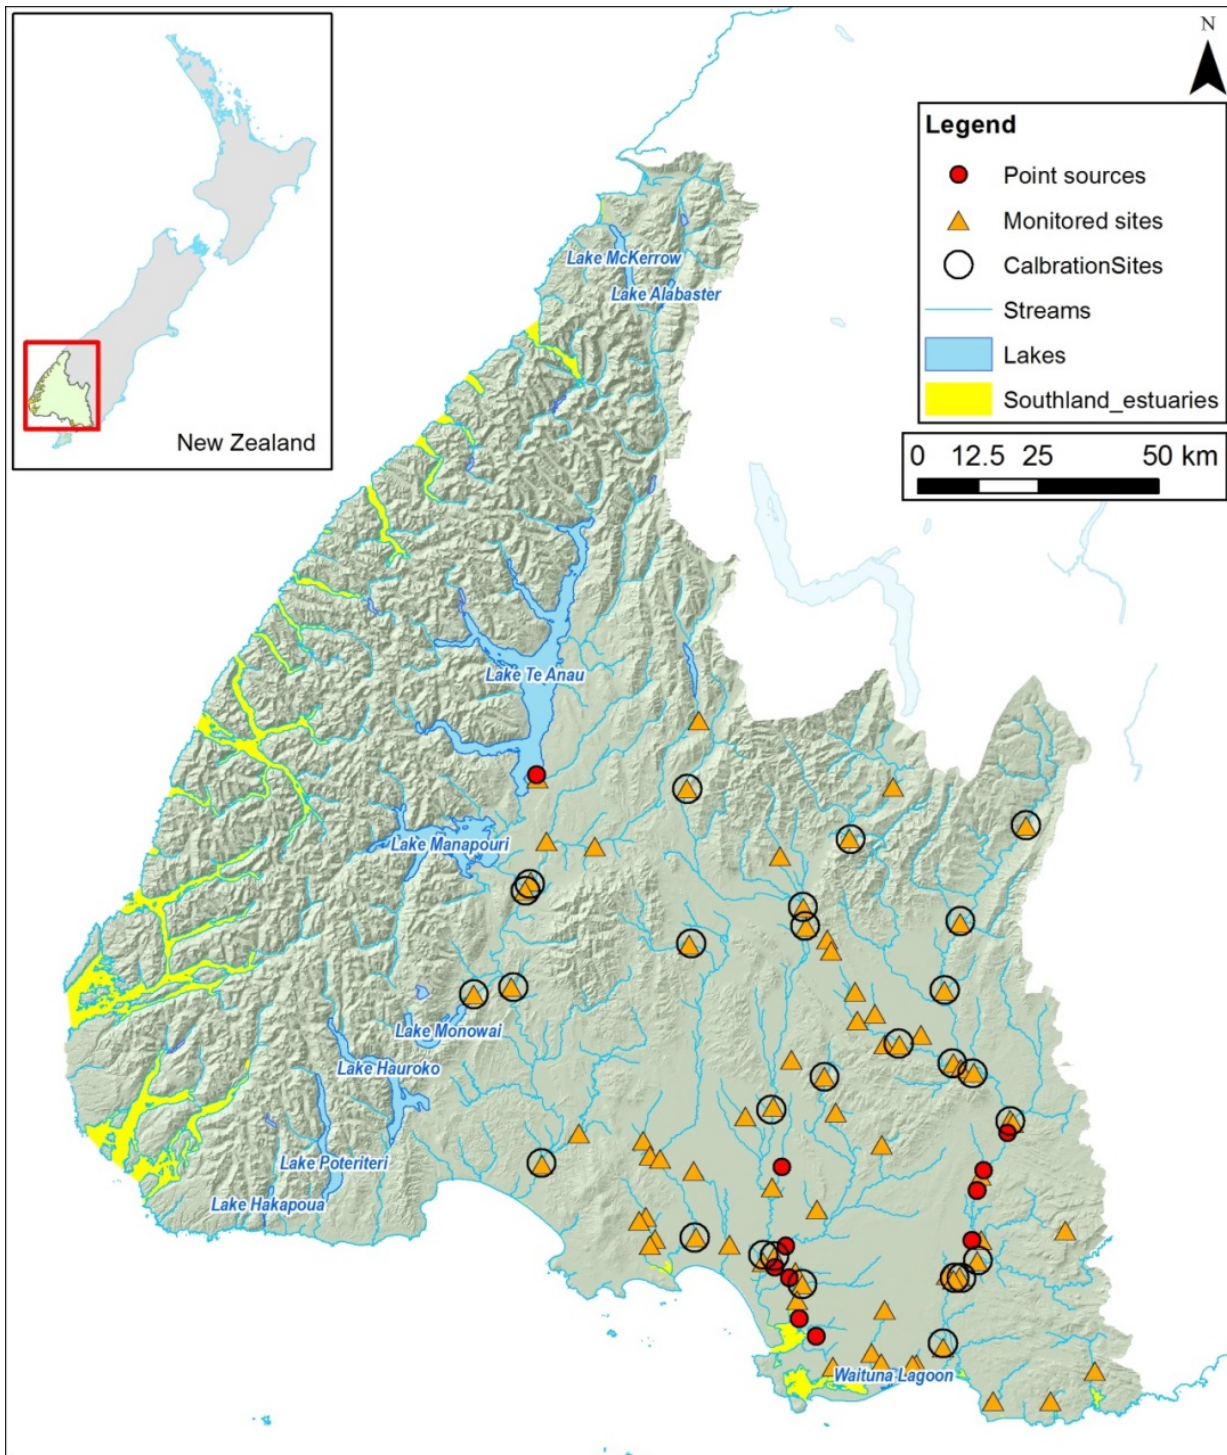 N
Legend
Point sources
Monitored sites
CalbrationSites
Streams
Lakes
Southland_estuaries
0 12.5 25 50 km
New Zealand
Lake McKerrow
Lake Alabaster
Lake Te Anau
Lake Manapouri
Lake Monowai
Lake Hauroko
Lake Poteriteri
Lake Hakapoua
Waituna Lagoon